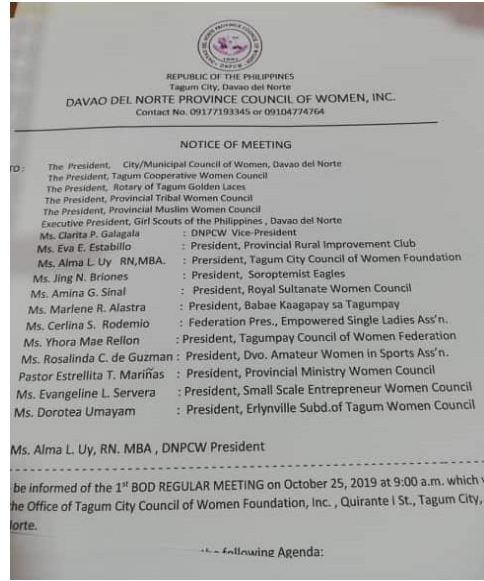 REPUBLIC OF THE PHILIPPINES
Tagum City, Davao del Norte
DAVAO DEL NORTE PROVINCE COUNCIL OF WOMEN, INC.
Contact No. 09177193345 or 09104774764
NOTICE OF MEETING
TO : The President, City/Municipal Council of Women, Davao del Norte
The President, Tagum Cooperative Women Council
The President, Rotary of Tagum Golden Laces
The President, Provincial Tribal Women Council
The President, Provincial Muslim Women Council
Executive President, Girl Scouts of the Philippines , Davao del Norte
Ms. Clarita P. Galagala : DNPCW Vice-President
Ms. Eva E. Estabillo : President, Provincial Rural Improvement Club
Ms. Alma L. Uy RN,MBA. : Prersident, Tagum City Council of Women Foundation
Ms. Jing N. Briones : President, Soroptemist Eagles
Ms. Amina G. Sinal : President, Royal Sultanate Women Council
Ms. Marlene R. Alastra : President, Babae Kaagapay sa Tagumpay
Ms. Cerlina S. Rodemio : Federation Pres., Empowered Single Ladies Ass'n.
Ms. Yhora Mae Rellon : President, Tagumpay Council of Women Federation
Ms. Rosalinda C. de Guzman : President, Dvo. Amateur Women in Sports Ass'n.
Pastor Estrellita T. Mariñas : President, Provincial Ministry Women Council
Ms. Evangeline L. Servera : President, Small Scale Entrepreneur Women Council
Ms. Dorotea Umayam : President, Erlynville Subd.of Tagum Women Council
Ms. Alma L. Uy, RN. MBA , DNPCW President
be informed of the 1st BOD REGULAR MEETING on October 25, 2019 at 9:00 a.m. which
he Office of Tagum City Council of Women Foundation, Inc. , Quirante I St., Tagum City,
orte.
following Agenda: